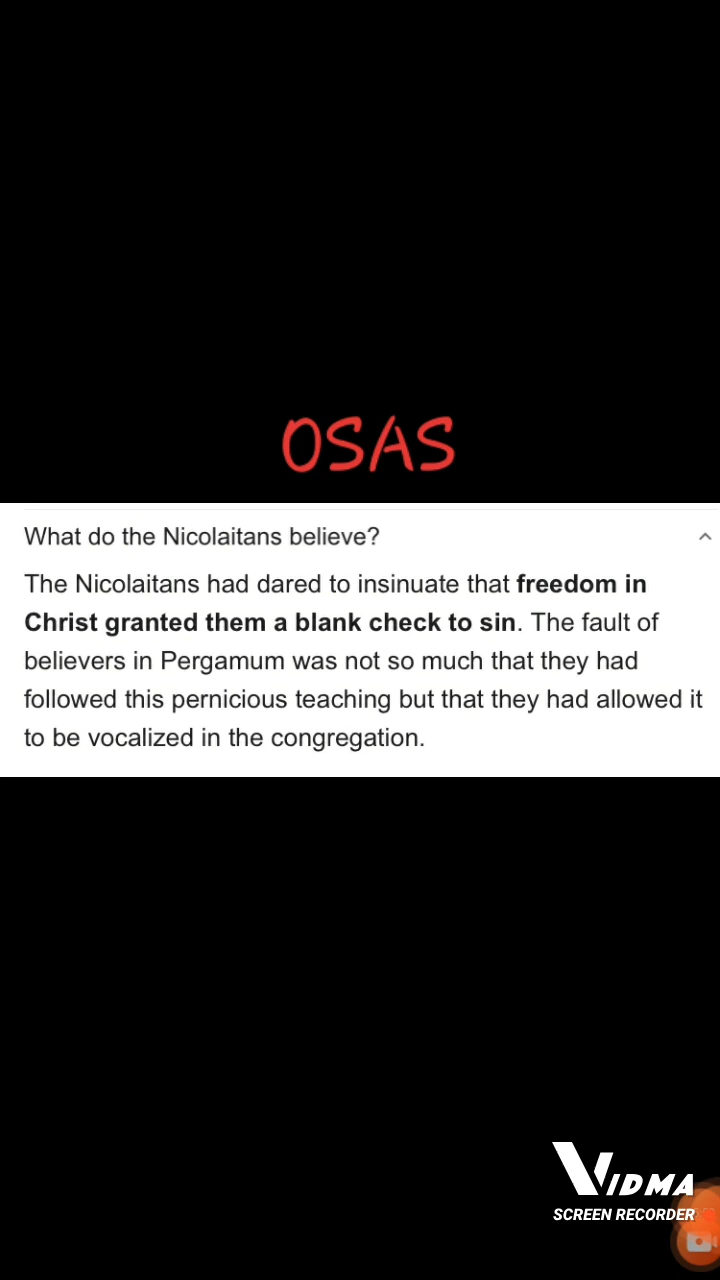 OSAS
What do the Nicolaitans believe?
The Nicolaitans had dared to insinuate that freedom in
Christ granted them a blank check to sin. The fault of
believers in Pergamum was not so much that they had
followed this pernicious teaching but that they had allowed it
to be vocalized in the congregation.
VIDMA
SCREEN RECORDER